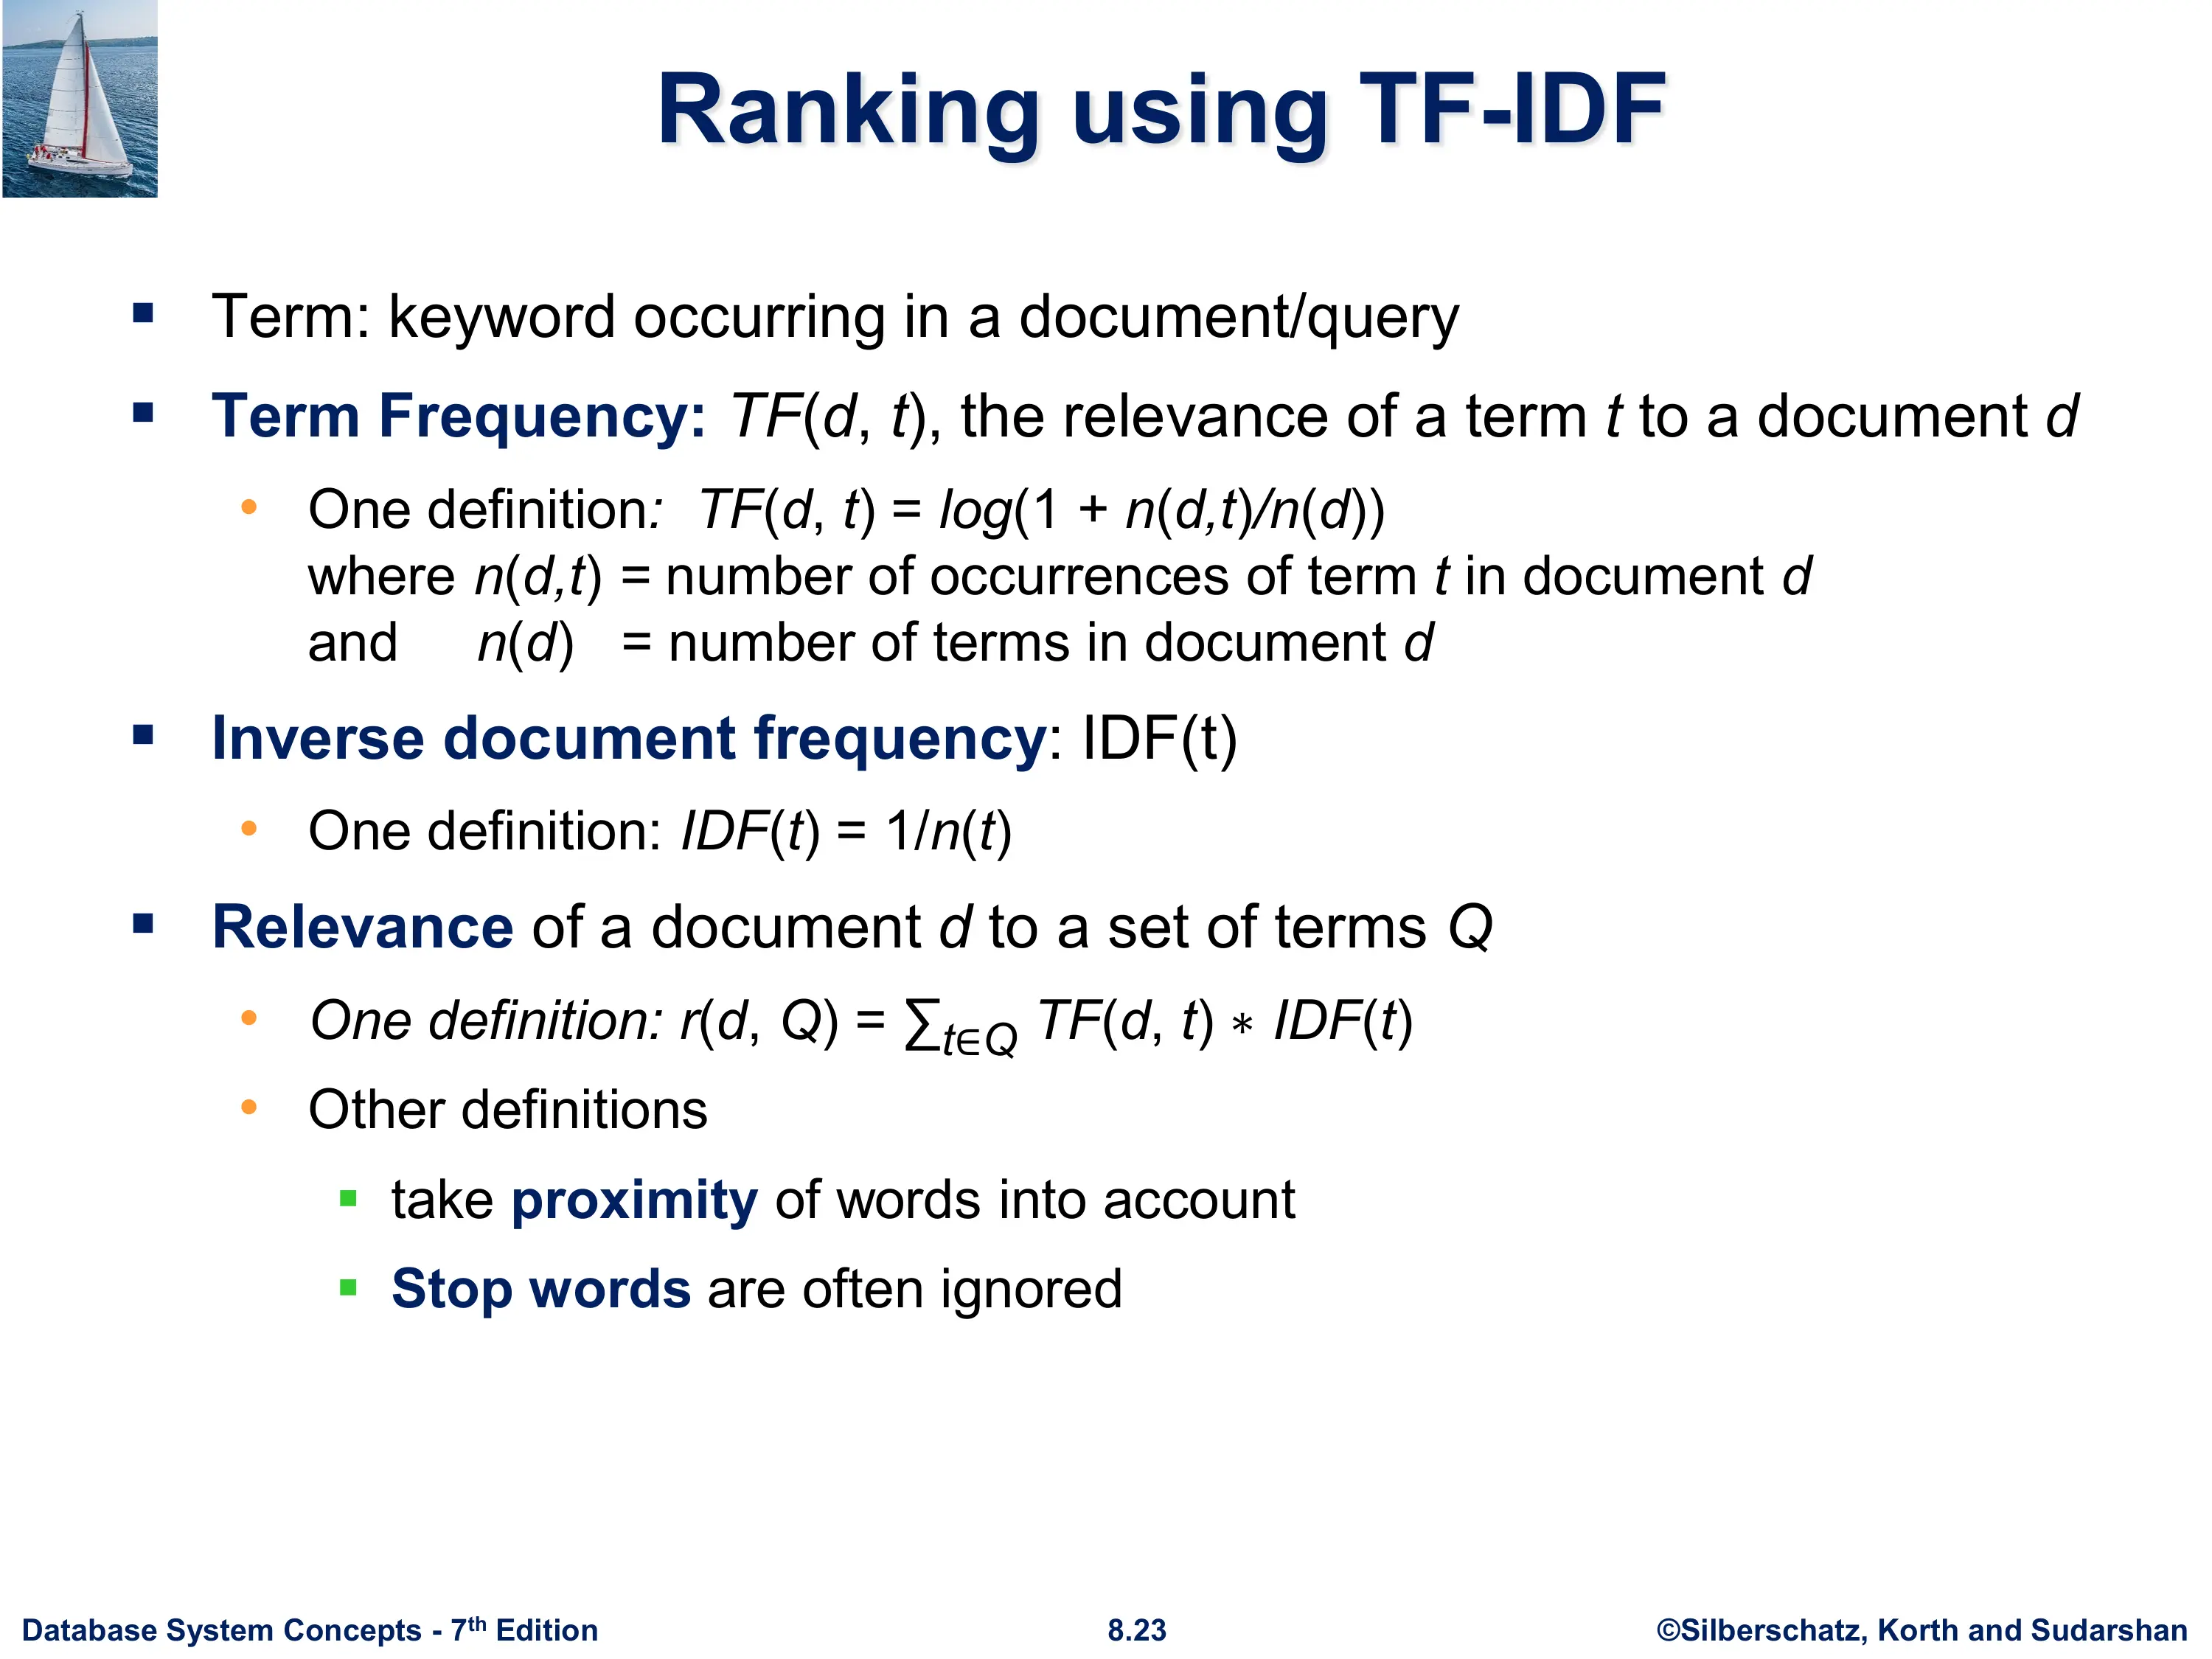 Ranking using TF-IDF
▪ Term: keyword occurring in a document/query
▪ Term Frequency: TF(d, t), the relevance of a term t to a document d
• One definition: TF(d, t) = log(1 + n(d,t)/n(d))
where n(d,t) = number of occurrences of term t in document d
and n(d) = number of terms in document d
▪ Inverse document frequency: IDF(t)
• One definition: IDF(t) = 1/n(t)
▪ Relevance of a document d to a set of terms Q
• One definition: r(d, Q) = ∑t∈Q TF(d, t) ∗ IDF(t)
• Other definitions
▪ take proximity of words into account
▪ Stop words are often ignored
Database System Concepts - 7th Edition 8.23 ©Silberschatz, Korth and Sudarshan